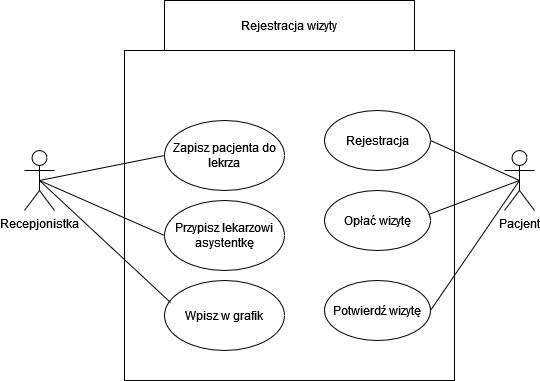 Rejestracja wizyty
Zapisz pacjenta do
lekrza
Przypisz lekarzowi
asystentkę
Wpisz w grafik
Rejestracja
Opłać wizytę
Potwierdź wizytę
Recepjonistka
Pacjent